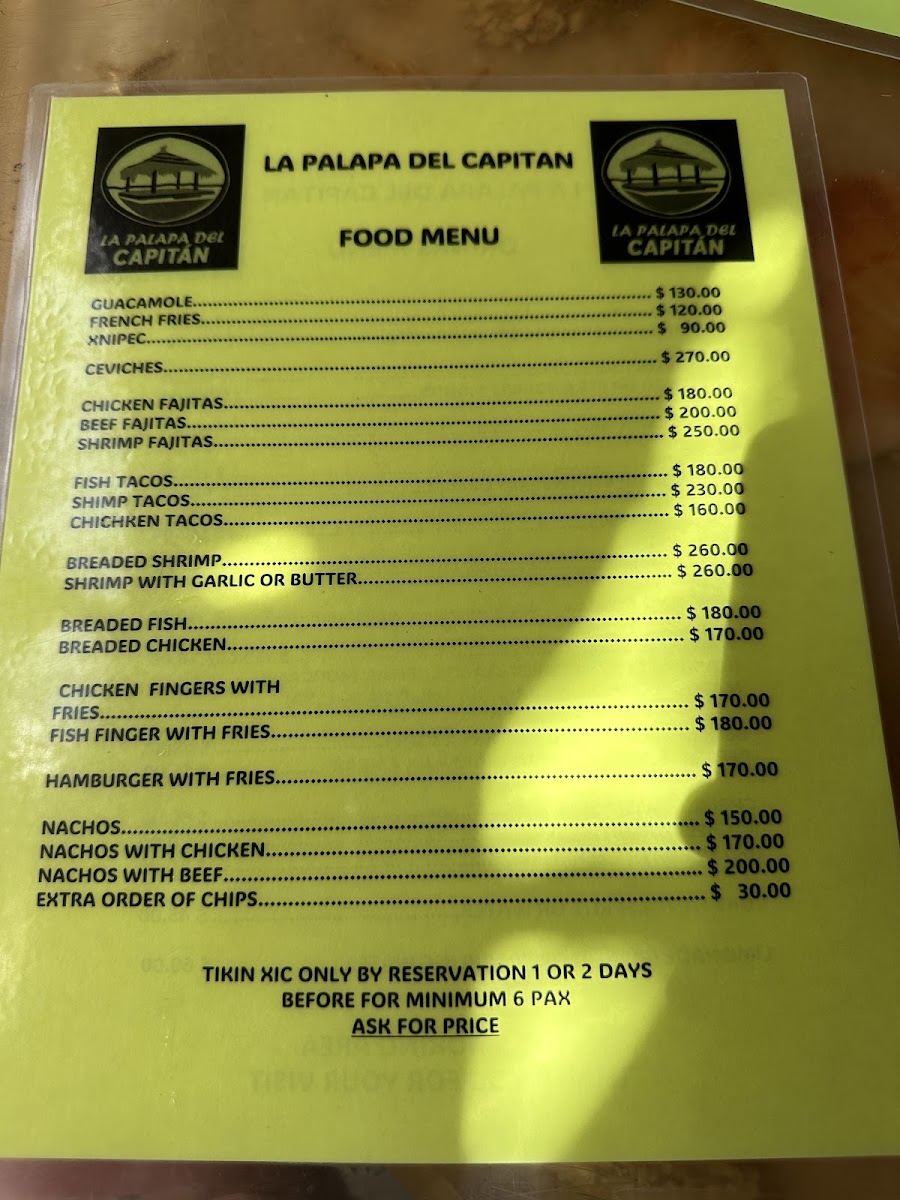 LA PALAPA DEL CAPITAN
LA PALAPA DEL
CAPITÁN
LA PALAPA DEL
CAPITÁN
FOOD MENU
GUACAMOLE........ $ 130.00
FRENCH FRIES........ $ 120.00
XNIPEC........ $ 90.00
CEVICHES........ $ 270.00
CHICKEN FAJITAS........ $ 180.00
BEEF FAJITAS........ $ 200.00
SHRIMP FAJITAS........ $ 250.00
FISH TACOS........ $ 180.00
SHIMP TACOS........ $ 230.00
CHICHKEN TACOS........ $ 160.00
BREADED SHRIMP........ $ 260.00
SHRIMP WITH GARLIC OR BUTTER........ $ 260.00
BREADED FISH........ $ 180.00
BREADED CHICKEN........ $ 170.00
CHICKEN FINGERS WITH
FRIES........ $ 170.00
FISH FINGER WITH FRIES........ $ 180.00
HAMBURGER WITH FRIES........ $ 170.00
NACHOS........ $ 150.00
NACHOS WITH CHICKEN........ $ 170.00
NACHOS WITH BEEF........ $ 200.00
EXTRA ORDER OF CHIPS........ $ 30.00
TIKIN XIC ONLY BY RESERVATION 1 OR 2 DAYS
BEFORE FOR MINIMUM 6 PAX
ASK FOR PRICE